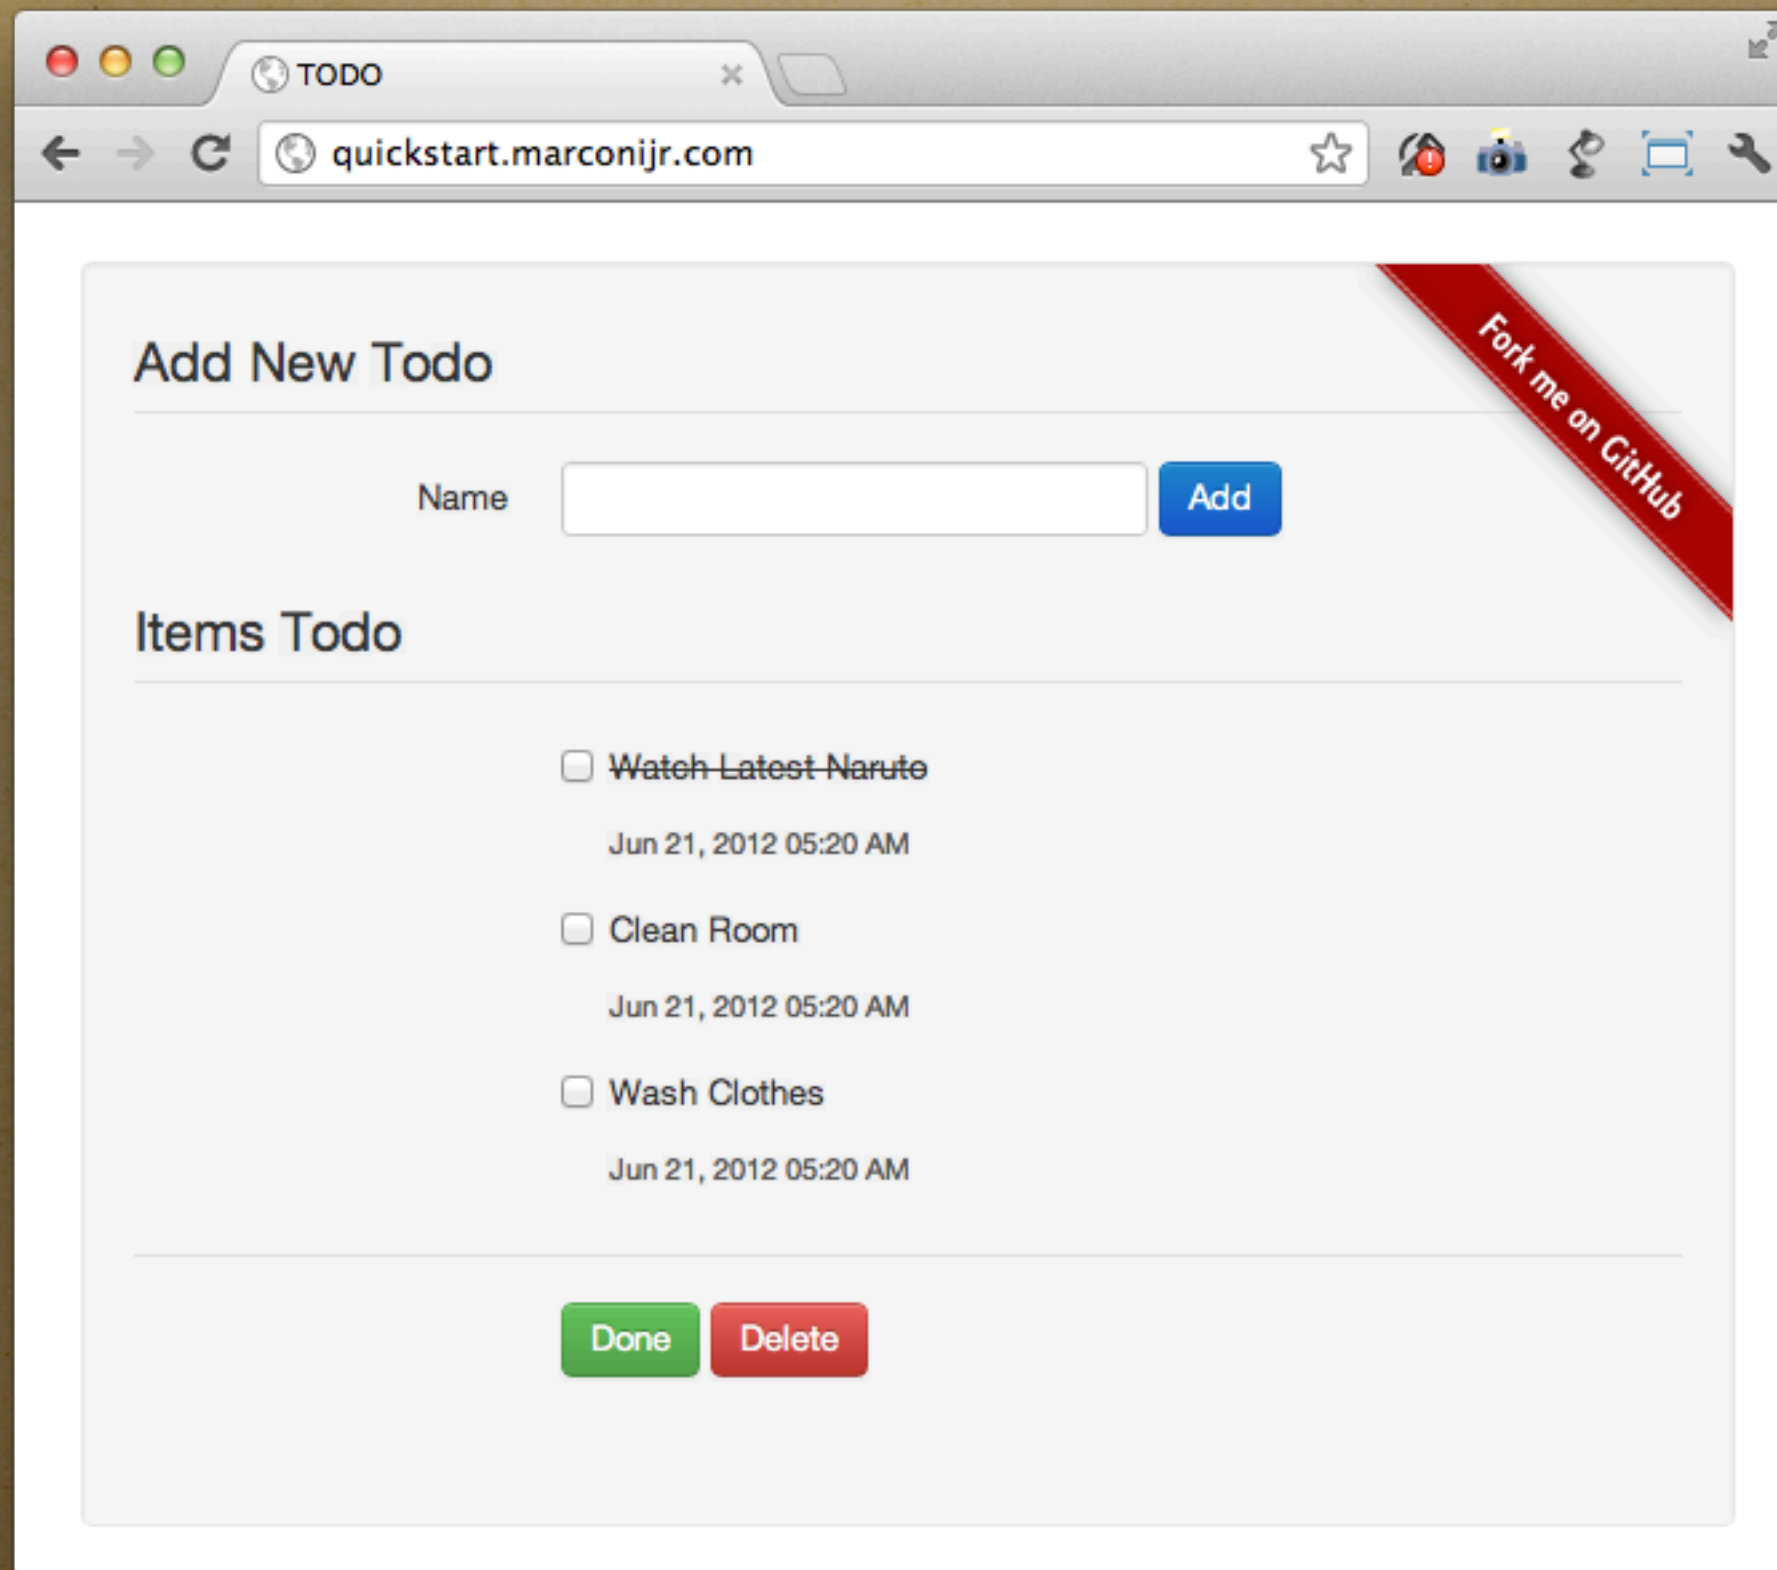 TODO
quickstart.marconijr.com
Fork me on GitHub
Add New Todo
Name Add
Items Todo
Watch Latest Naruto
Jun 21, 2012 05:20 AM
Clean Room
Jun 21, 2012 05:20 AM
Wash Clothes
Jun 21, 2012 05:20 AM
Done Delete